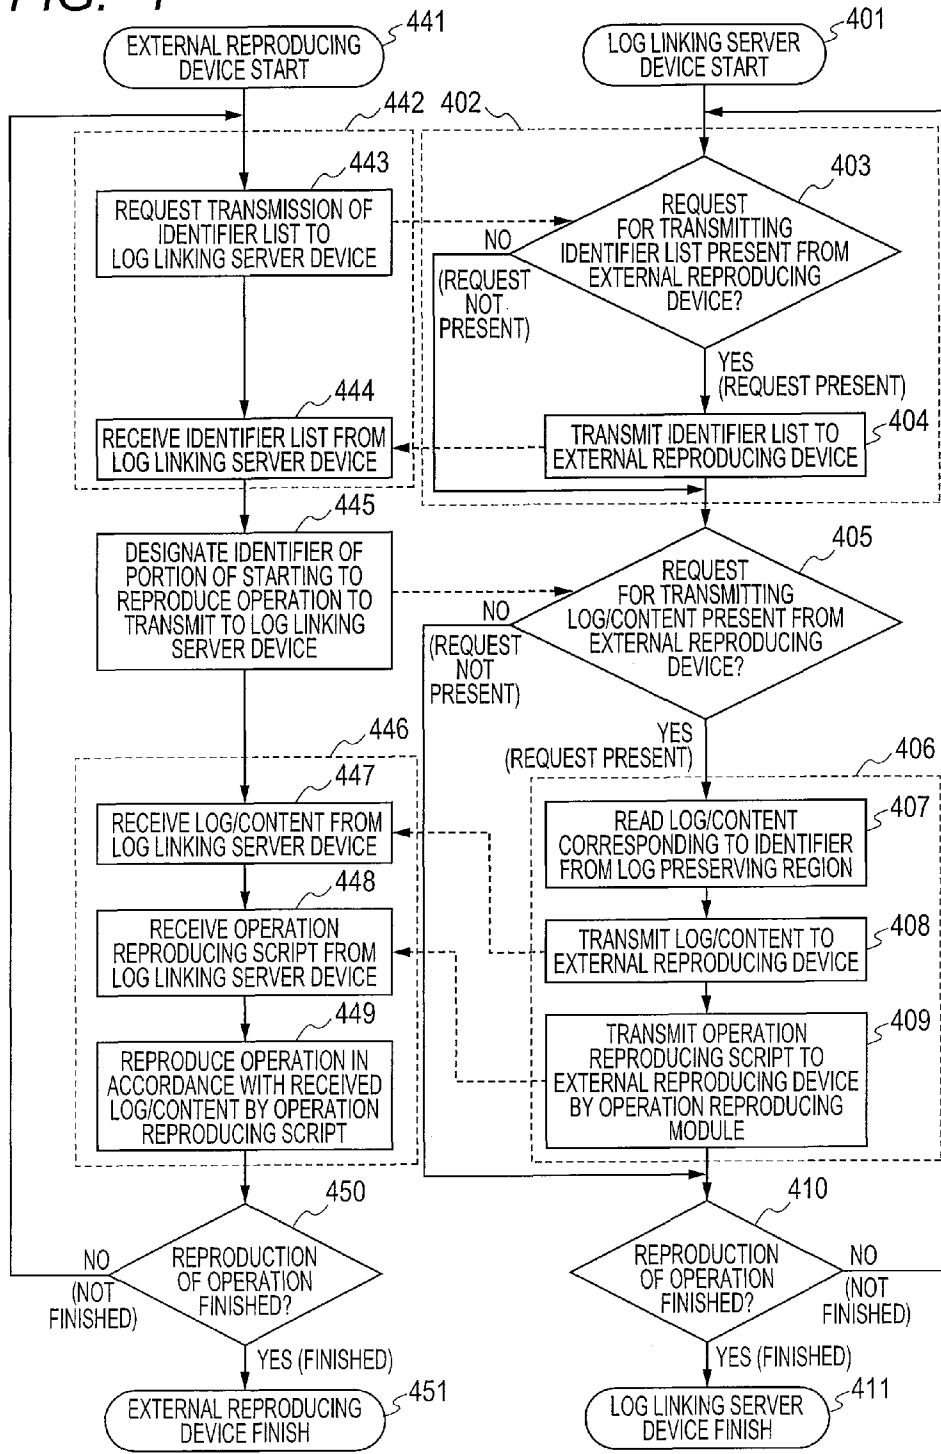 FIG. 4
EXTERNAL REPRODUCING
DEVICE START
441
LOG LINKING SERVER
DEVICE START
401
442
402
443
REQUEST TRANSMISSION OF
IDENTIFIER LIST TO
LOG LINKING SERVER DEVICE
403
REQUEST
FOR TRANSMITTING
IDENTIFIER LIST PRESENT FROM
EXTERNAL REPRODUCING
DEVICE?
NO
(REQUEST
NOT
PRESENT)
YES
(REQUEST PRESENT)
444
RECEIVE IDENTIFIER LIST FROM
LOG LINKING SERVER DEVICE
404
TRANSMIT IDENTIFIER LIST TO
EXTERNAL REPRODUCING DEVICE
445
DESIGNATE IDENTIFIER OF
PORTION OF STARTING TO
REPRODUCE OPERATION TO
TRANSMIT TO LOG LINKING
SERVER DEVICE
405
REQUEST
FOR TRANSMITTING
LOG/CONTENT PRESENT FROM
EXTERNAL REPRODUCING
DEVICE?
NO
(REQUEST
NOT
PRESENT)
YES
(REQUEST PRESENT)
446
406
447
RECEIVE LOG/CONTENT FROM
LOG LINKING SERVER DEVICE
407
READ LOG/CONTENT
CORRESPONDING TO IDENTIFIER
FROM LOG PRESERVING REGION
448
RECEIVE OPERATION
REPRODUCING SCRIPT FROM
LOG LINKING SERVER DEVICE
408
TRANSMIT LOG/CONTENT TO
EXTERNAL REPRODUCING DEVICE
449
REPRODUCE OPERATION IN
ACCORDANCE WITH RECEIVED
LOG/CONTENT BY OPERATION
REPRODUCING SCRIPT
409
TRANSMIT OPERATION
REPRODUCING SCRIPT TO
EXTERNAL REPRODUCING DEVICE
BY OPERATION REPRODUCING
MODULE
450
REPRODUCTION
OF OPERATION
FINISHED?
NO
(NOT
FINISHED)
YES (FINISHED)
410
REPRODUCTION
OF OPERATION
FINISHED?
NO
(NOT
FINISHED)
YES (FINISHED)
451
EXTERNAL REPRODUCING
DEVICE FINISH
411
LOG LINKING SERVER
DEVICE FINISH